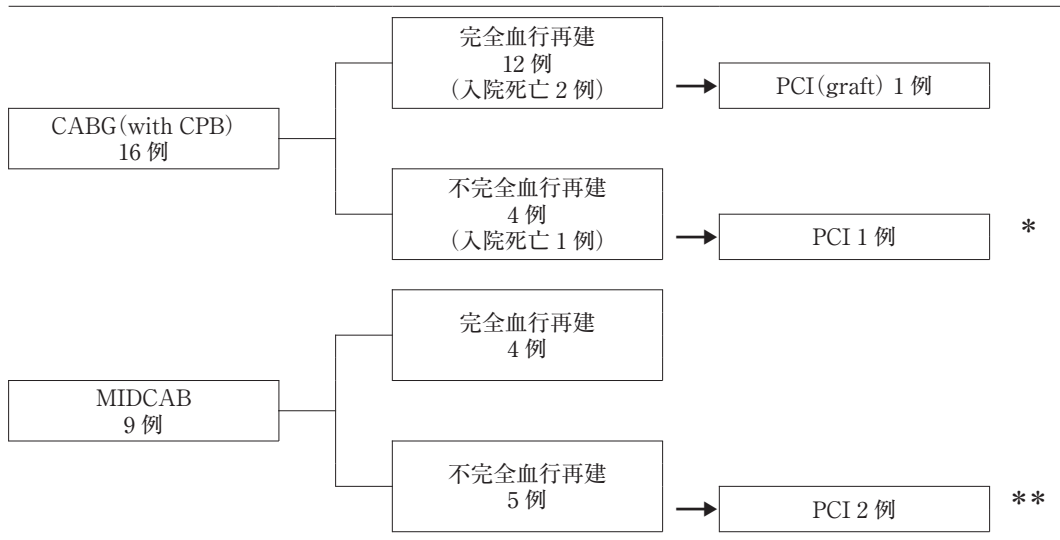 CABG(with CPB)
16 例
完全血行再建
12 例
(入院死亡 2 例)
PCI(graft) 1 例
不完全血行再建
4 例
(入院死亡 1 例)
PCI 1 例
*
MIDCAB
9 例
完全血行再建
4 例
不完全血行再建
5 例
PCI 2 例
**